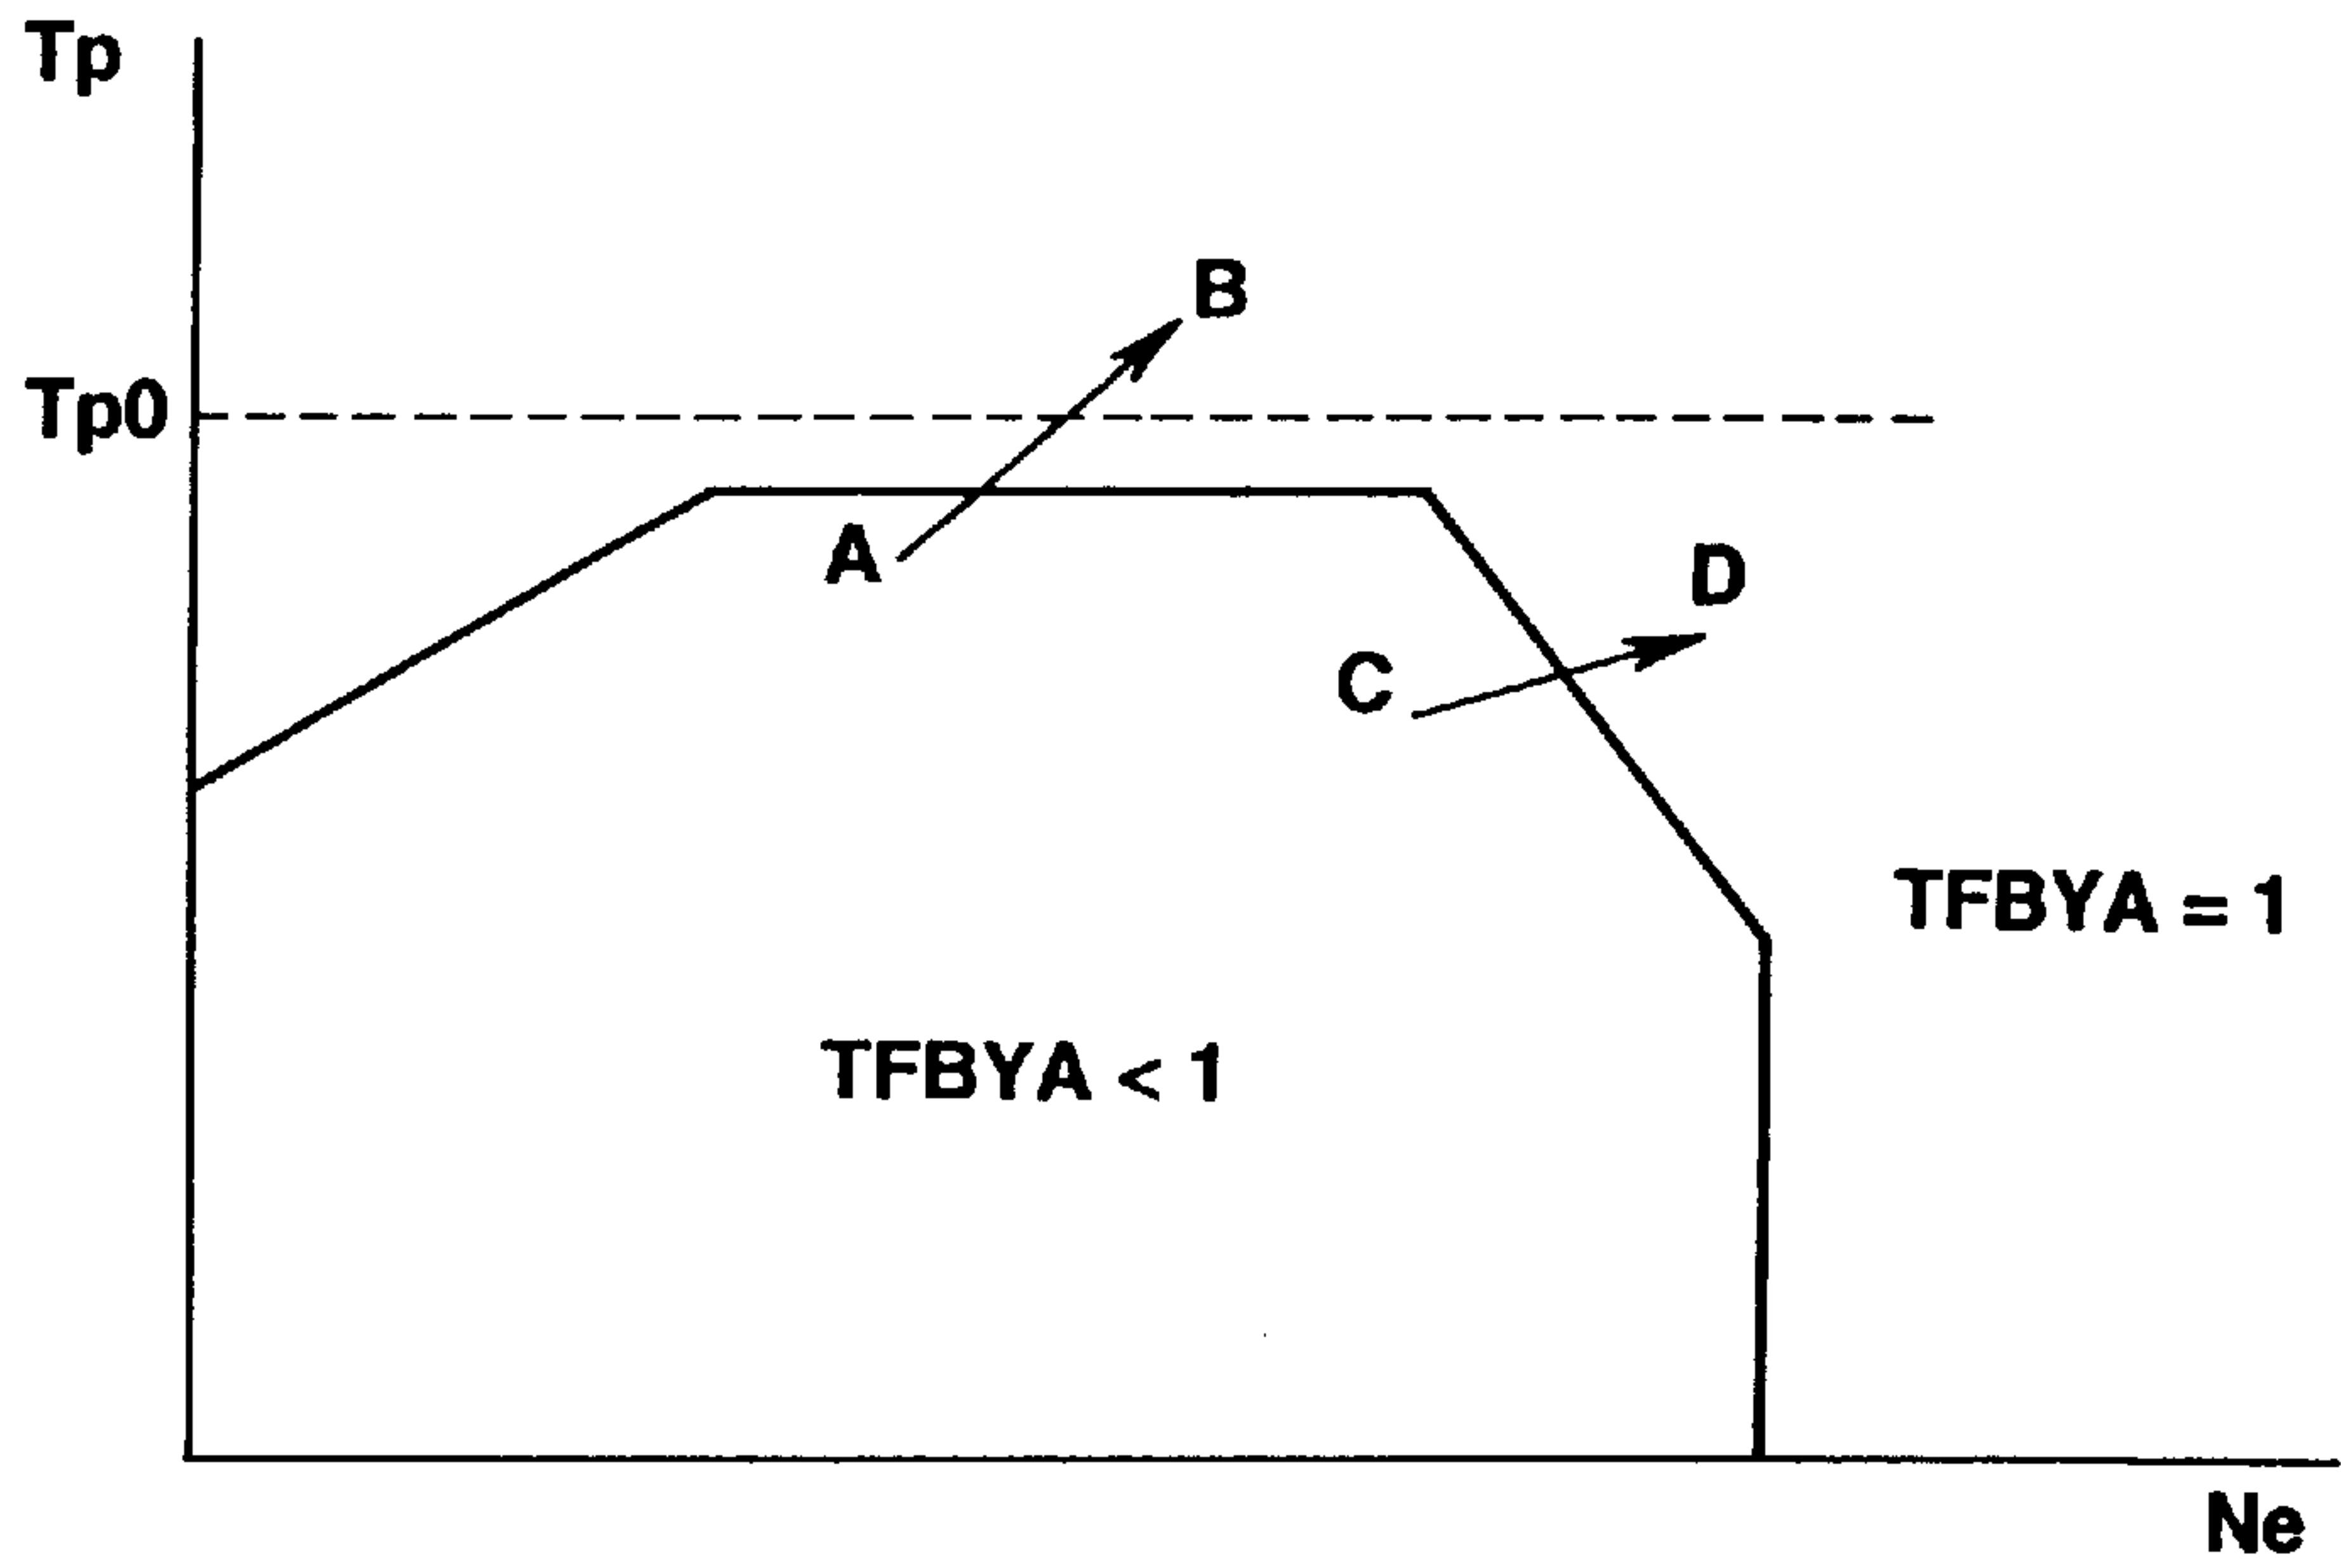 Tp
B
Tp0
A
D
C
TFBYA = 1
TFBYA < 1
Ne